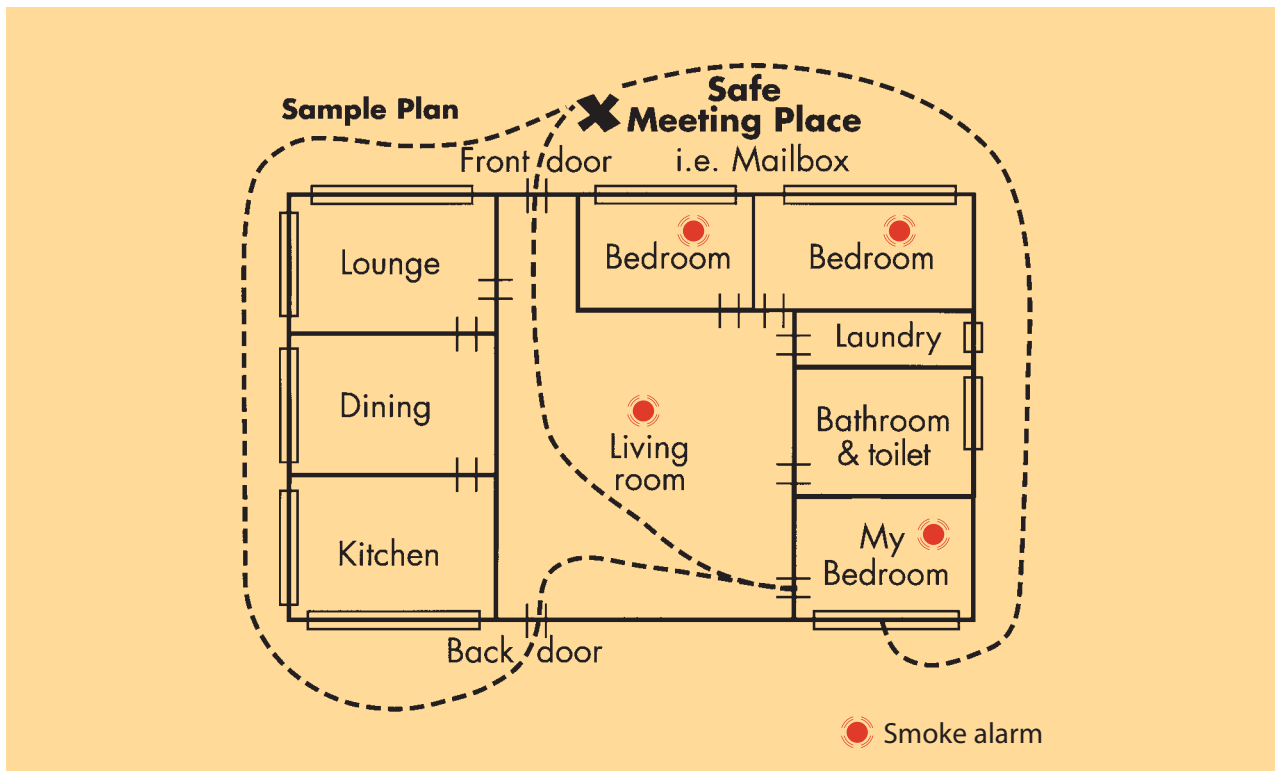 Sample Plan
Safe
Meeting Place
i.e. Mailbox
Front door
Lounge
Bedroom
Bedroom
Laundry
Dining
Bathroom
& toilet
Living
room
Kitchen
My
Bedroom
Back door
Smoke alarm